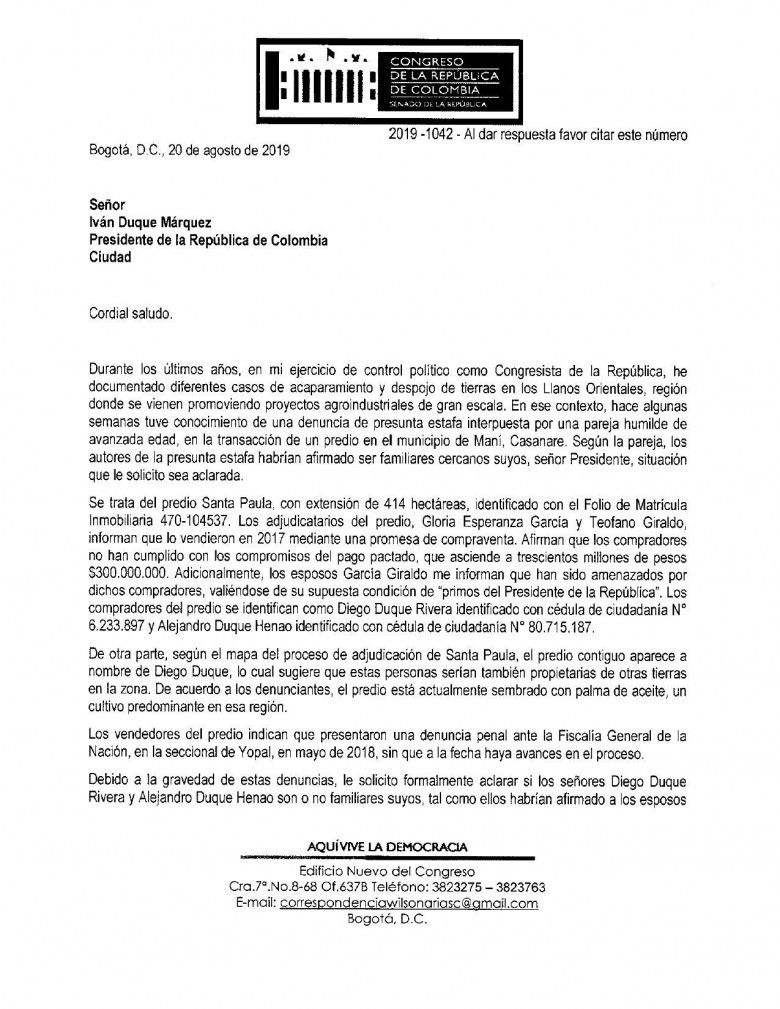 CONGRESO
DE LA REPÚBLICA
DE COLOMBIA
SENADO DE LA REPÚBLICA
2019 -1042 - Al dar respuesta favor citar este número
Bogotá, D.C., 20 de agosto de 2019
Señor
Iván Duque Márquez
Presidente de la República de Colombia
Ciudad
Cordial saludo.
Durante los últimos años, en mi ejercicio de control político como Congresista de la República, he
documentado diferentes casos de acaparamiento y despojo de tierras en los Llanos Orientales, región
donde se vienen promoviendo proyectos agroindustriales de gran escala. En ese contexto, hace algunas
semanas tuve conocimiento de una denuncia de presunta estafa interpuesta por una pareja humilde de
avanzada edad, en la transacción de un predio en el municipio de Maní, Casanare. Según la pareja, los
autores de la presunta estafa habrían afirmado ser familiares cercanos suyos, señor Presidente, situación
que le solicito sea aclarada.
Se trata del predio Santa Paula, con extensión de 414 hectáreas, identificado con el Folio de Matrícula
Inmobiliaria 470-104537. Los adjudicatarios del predio, Gloria Esperanza García y Teofano Giraldo,
informan que lo vendieron en 2017 mediante una promesa de compraventa. Afirman que los compradores
no han cumplido con los compromisos del pago pactado, que asciende a trescientos millones de pesos
$300.000.000. Adicionalmente, los esposos García Giraldo me informan que han sido amenazados por
dichos compradores, valiéndose de su supuesta condición de “primos del Presidente de la República”. Los
compradores del predio se identifican como Diego Duque Rivera identificado con cédula de ciudadanía N°
6.233.897 y Alejandro Duque Henao identificado con cédula de ciudadanía N° 80.715.187.
De otra parte, según el mapa del proceso de adjudicación de Santa Paula, el predio contiguo aparece a
nombre de Diego Duque, lo cual sugiere que estas personas serían también propietarias de otras tierras
en la zona. De acuerdo a los denunciantes, el predio está actualmente sembrado con palma de aceite, un
cultivo predominante en esa región.
Los vendedores del predio indican que presentaron una denuncia penal ante la Fiscalía General de la
Nación, en la seccional de Yopal, en mayo de 2018, sin que a la fecha haya avances en el proceso.
Debido a la gravedad de estas denuncias, le solicito formalmente aclarar si los señores Diego Duque
Rivera y Alejandro Duque Henao son o no familiares suyos, tal como ellos habrían afirmado a los esposos
AQUÍ VIVE LA DEMOCRACIA
Edificio Nuevo del Congreso
Cra.7ª.No.8-68 Of.637B Teléfono: 3823275 – 3823763
E-mail: correspondenciawilsonariasc@gmail.com
Bogotá, D.C.